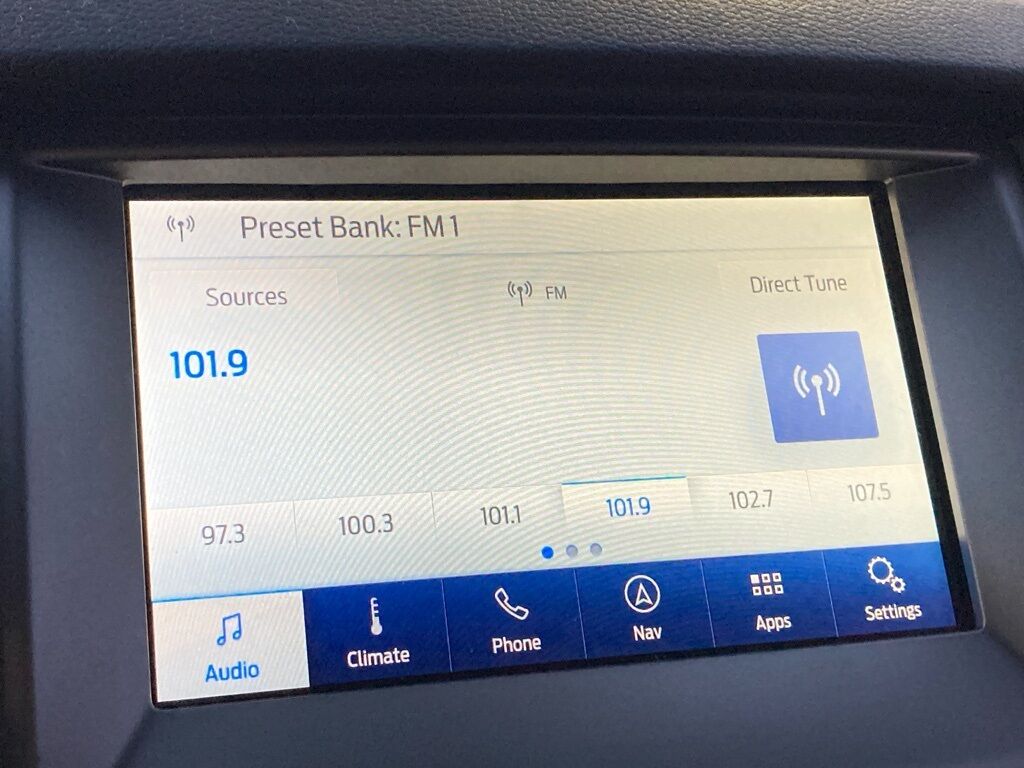 Preset Bank: FM1
Sources
FM
Direct Tune
101.9
97.3
100.3
101.1
101.9
102.7
107.5
Audio
Climate
Phone
Nav
Apps
Settings